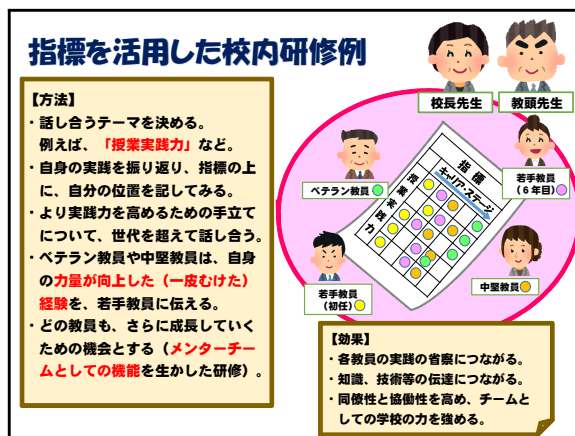 指標を活用した校内研修例
【方法】
・話し合うテーマを決める。
例えば、「授業実践力」など。
・自身の実践を振り返り、指標の上
に、自分の位置を記してみる。
・より実践力を高めるための手立て
について、世代を超えて話し合う。
・ベテラン教員や中堅教員は、自身
の力量が向上した（一皮むけた）
経験を、若手教員に伝える。
・どの教員も、さらに成長していく
ための機会とする（メンターチー
ムとしての機能を生かした研修）。
校長先生
教頭先生
ベテラン教員
若手教員
（６年目）
指標
キャリア・ステージ
授業実践力
若手教員
（初任）
中堅教員
【効果】
・各教員の実践の省察につながる。
・知識、技術等の伝達につながる。
・同僚性と協働性を高め、チームと
しての学校の力を強める。